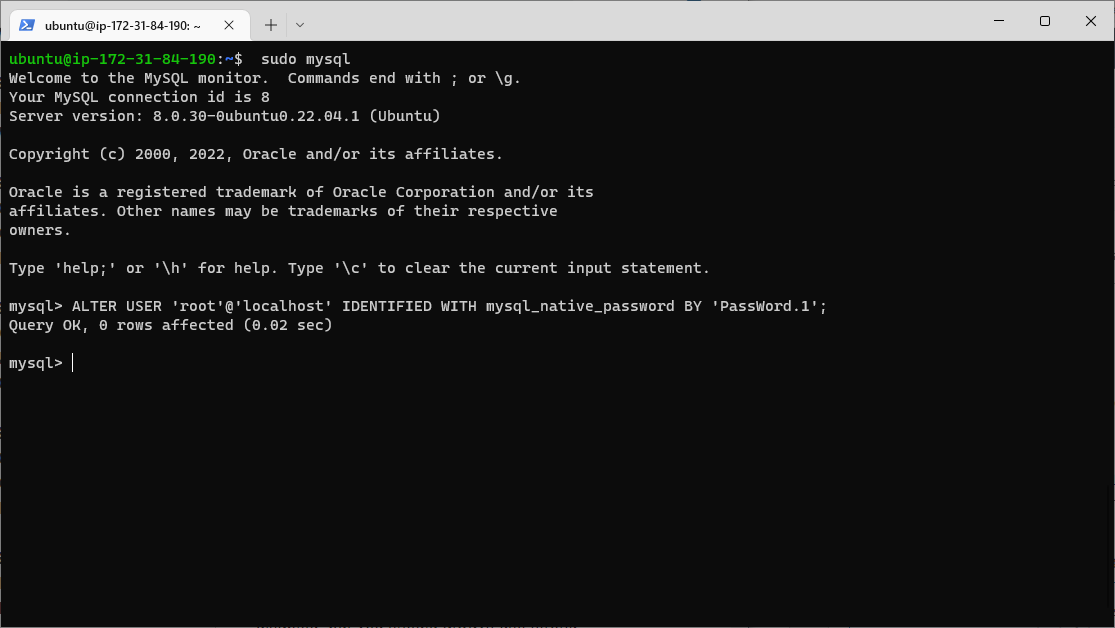 ubuntu@ip-172-31-84-190: ~
ubuntu@ip-172-31-84-190:~$  sudo mysql
Welcome to the MySQL monitor.  Commands end with ; or \g.
Your MySQL connection id is 8
Server version: 8.0.30-0ubuntu0.22.04.1 (Ubuntu)
Copyright (c) 2000, 2022, Oracle and/or its affiliates.
Oracle is a registered trademark of Oracle Corporation and/or its
affiliates. Other names may be trademarks of their respective
owners.
Type 'help;' or '\h' for help. Type '\c' to clear the current input statement.
mysql> ALTER USER 'root'@'localhost' IDENTIFIED WITH mysql_native_password BY 'PassWord.1';
Query OK, 0 rows affected (0.02 sec)
mysql>